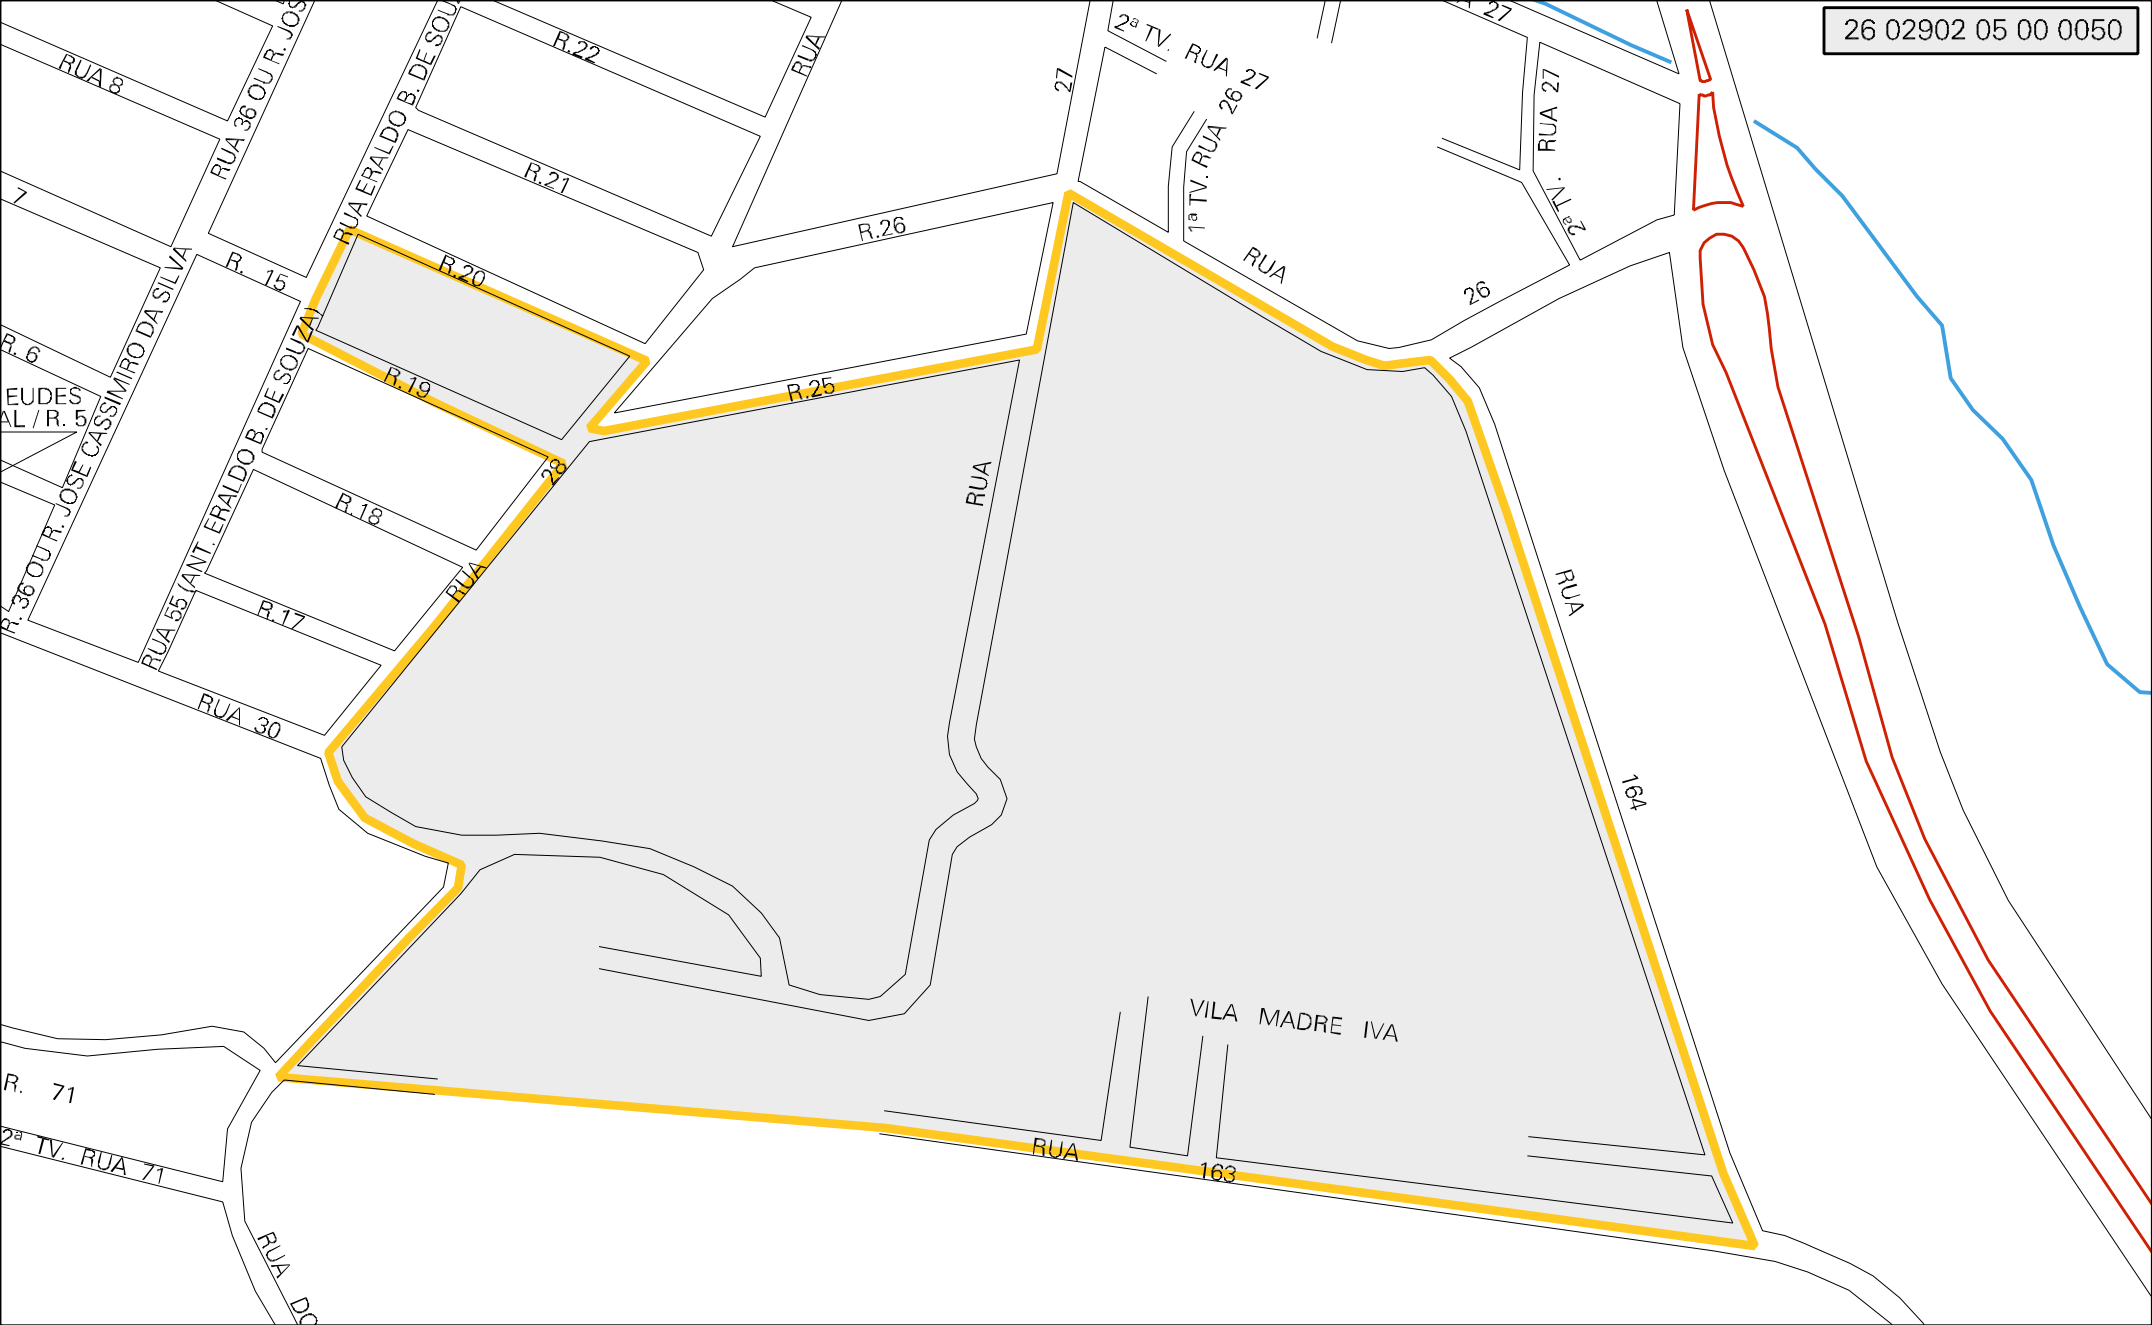 26 02902 05 00 0050
RUA 8
RUA 36 OU R. JOS
RUA ERALDO B. DE SOU
R.22
RUA
27
2ª TV. RUA 27
1ª TV. RUA 26
27
RUA 27
2ª TV.
7
R.21
R.26
RUA
26
R. 15
R.20
R. 6
EUDES
AL / R. 5
R. 36 OU R. JOSE CASSIMIRO DA SILVA
RUA 55 (ANT. ERALDO B. DE SOUZA)
R.19
R.25
28
RUA
R.18
RUA
R.17
RUA
164
RUA 30
VILA MADRE IVA
R. 71
2ª TV. RUA 71
RUA
163
RUA DO